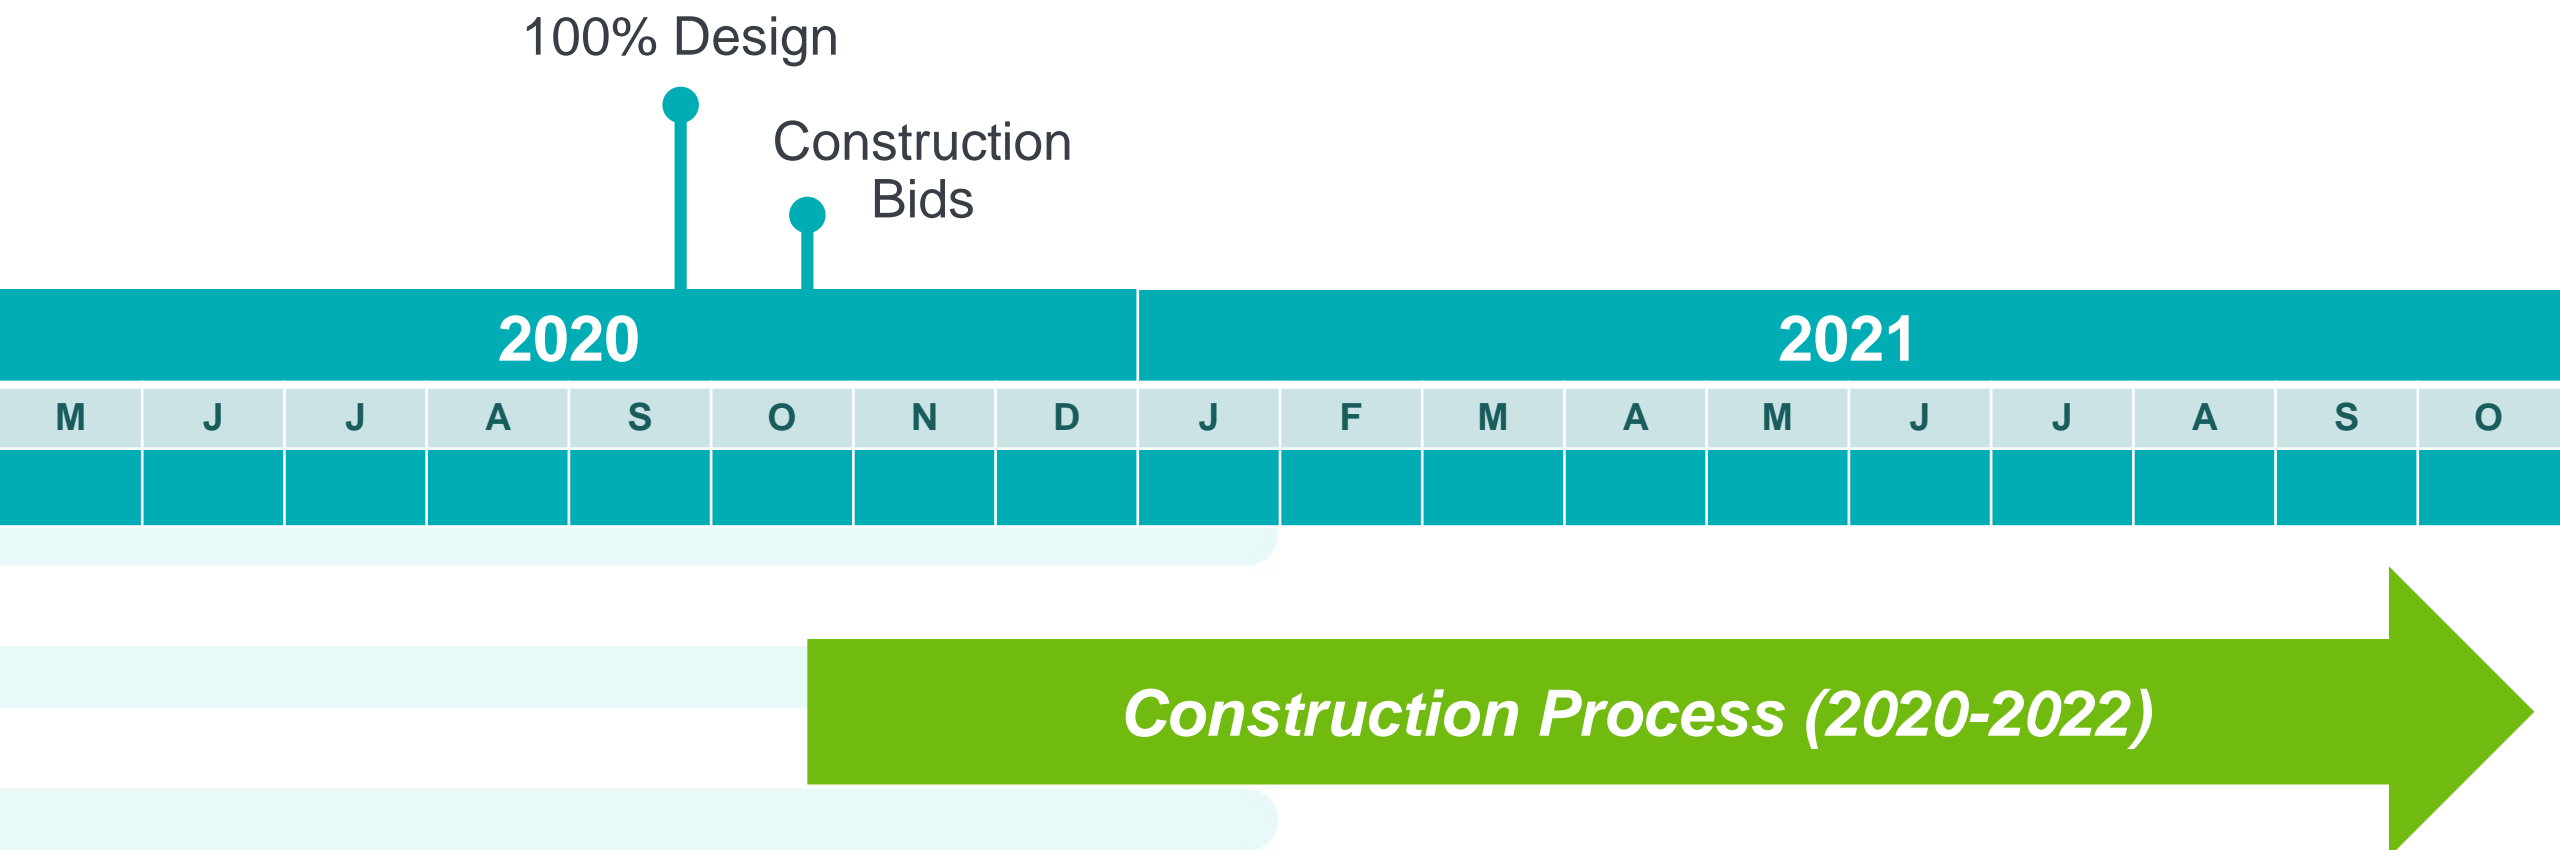 100% Design
Construction
Bids
2020 2021
M J J A S O N D J F M A M J J A S O
Construction Process (2020-2022)